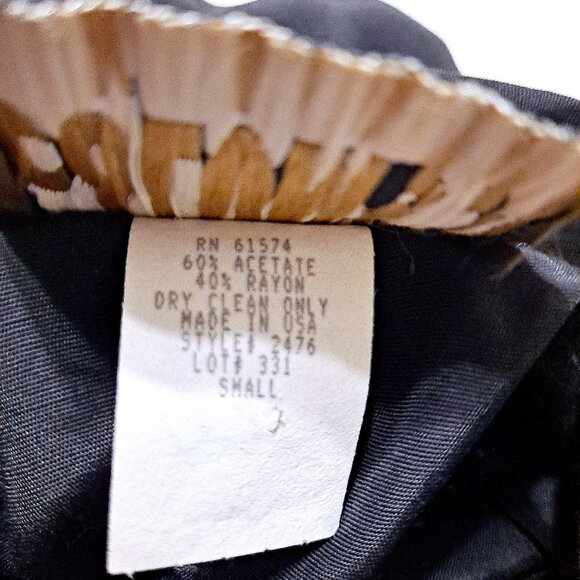 RN 61574
60% ACETATE
40% RAYON
DRY CLEAN ONLY
MADE IN USA
STYLE# 2476
LOT# 331
SMALL